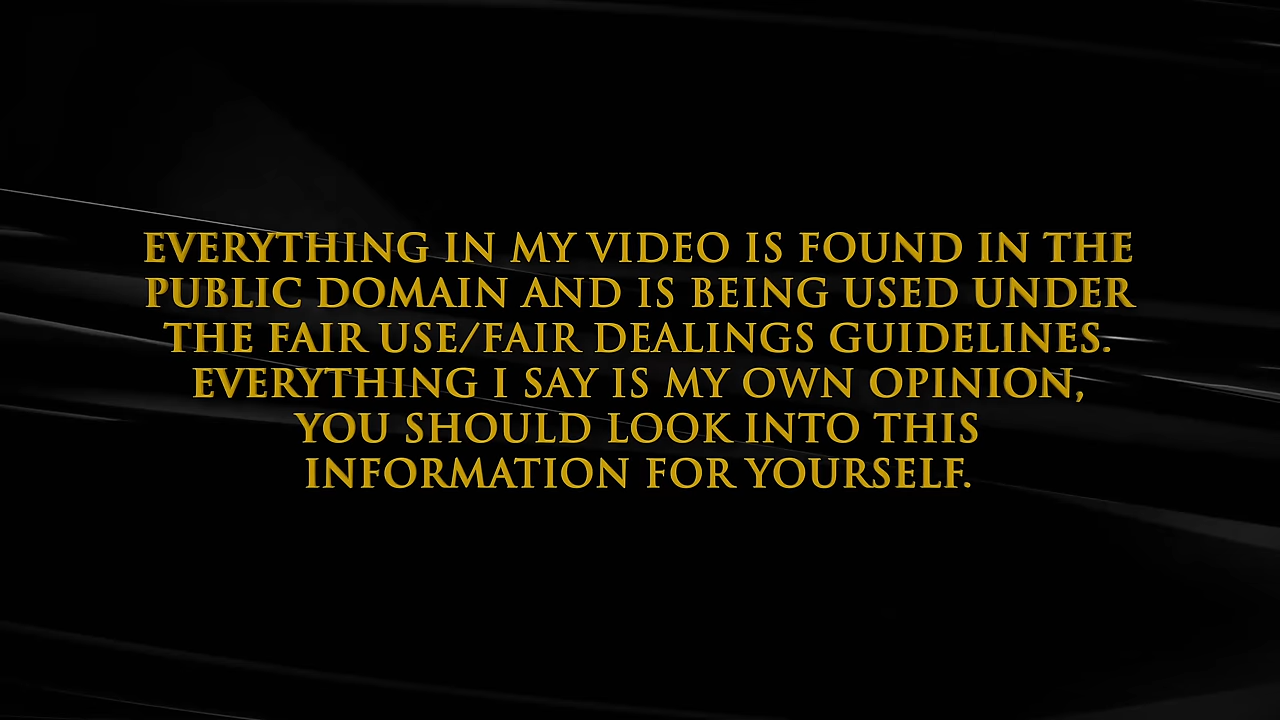 EVERYTHING IN MY VIDEO IS FOUND IN THE
PUBLIC DOMAIN AND IS BEING USED UNDER
THE FAIR USE/FAIR DEALINGS GUIDELINES.
EVERYTHING I SAY IS MY OWN OPINION,
YOU SHOULD LOOK INTO THIS
INFORMATION FOR YOURSELF.